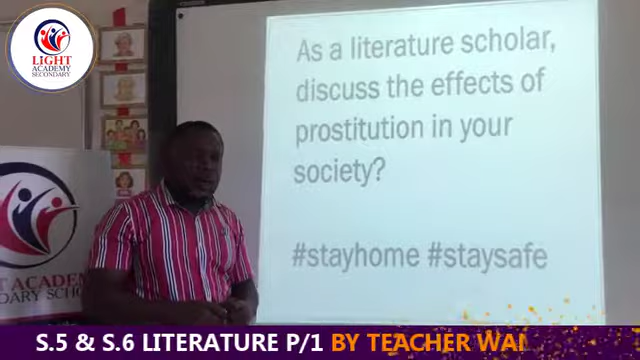 LIGHT
ACADEMY
SECONDARY
As a literature scholar,
discuss the effects of
prostitution in your
society?
#stayhome #staysafe
S.5 & S.6 LITERATURE P/1 BY TEACHER